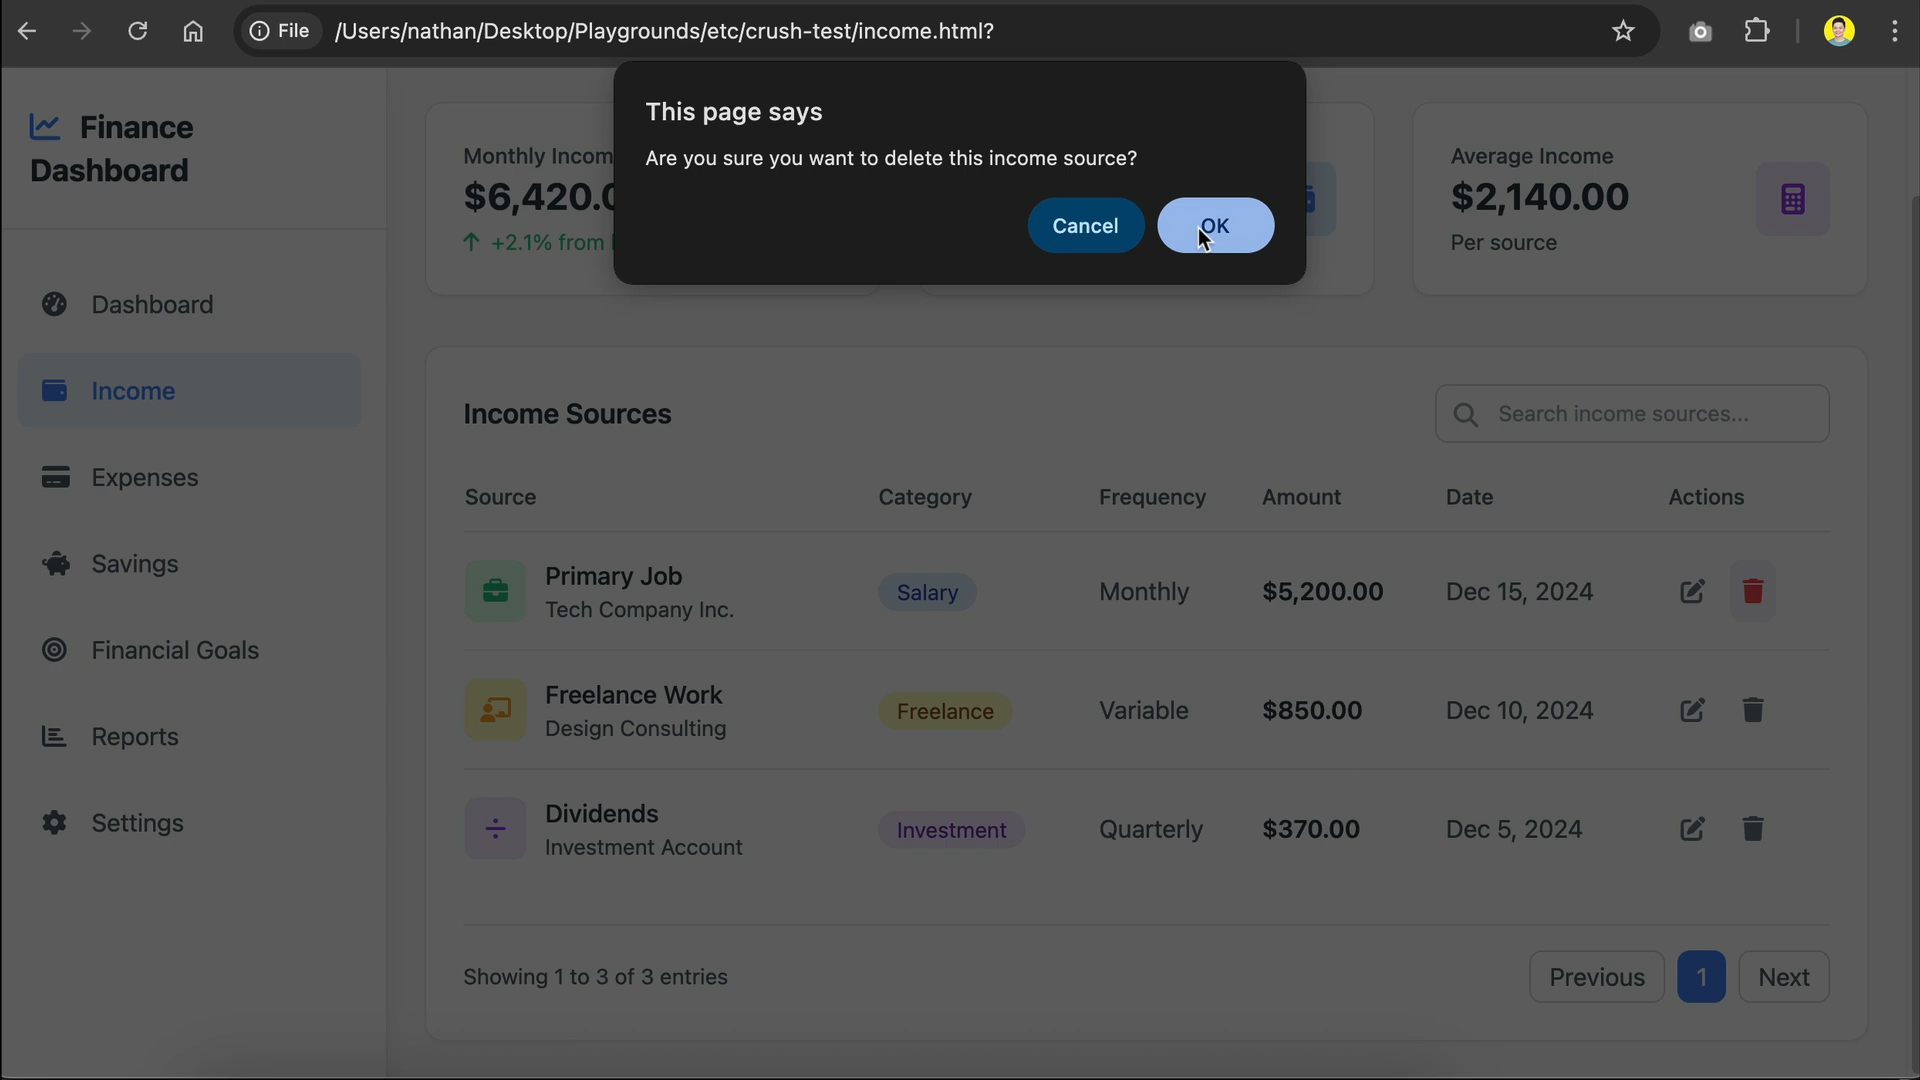 File
/Users/nathan/Desktop/Playgrounds/etc/crush-test/income.html?
This page says
Are you sure you want to delete this income source?
Cancel
OK
Finance
Dashboard
Dashboard
Income
Expenses
Savings
Financial Goals
Reports
Settings
Monthly Incom
$6,420.0
+2.1% from
Average Income
$2,140.00
Per source
Income Sources
Search income sources...
Source Category Frequency Amount Date Actions
Primary Job
Tech Company Inc.
Salary Monthly $5,200.00 Dec 15, 2024
Freelance Work
Design Consulting
Freelance Variable $850.00 Dec 10, 2024
Dividends
Investment Account
Investment Quarterly $370.00 Dec 5, 2024
Showing 1 to 3 of 3 entries
Previous 1 Next